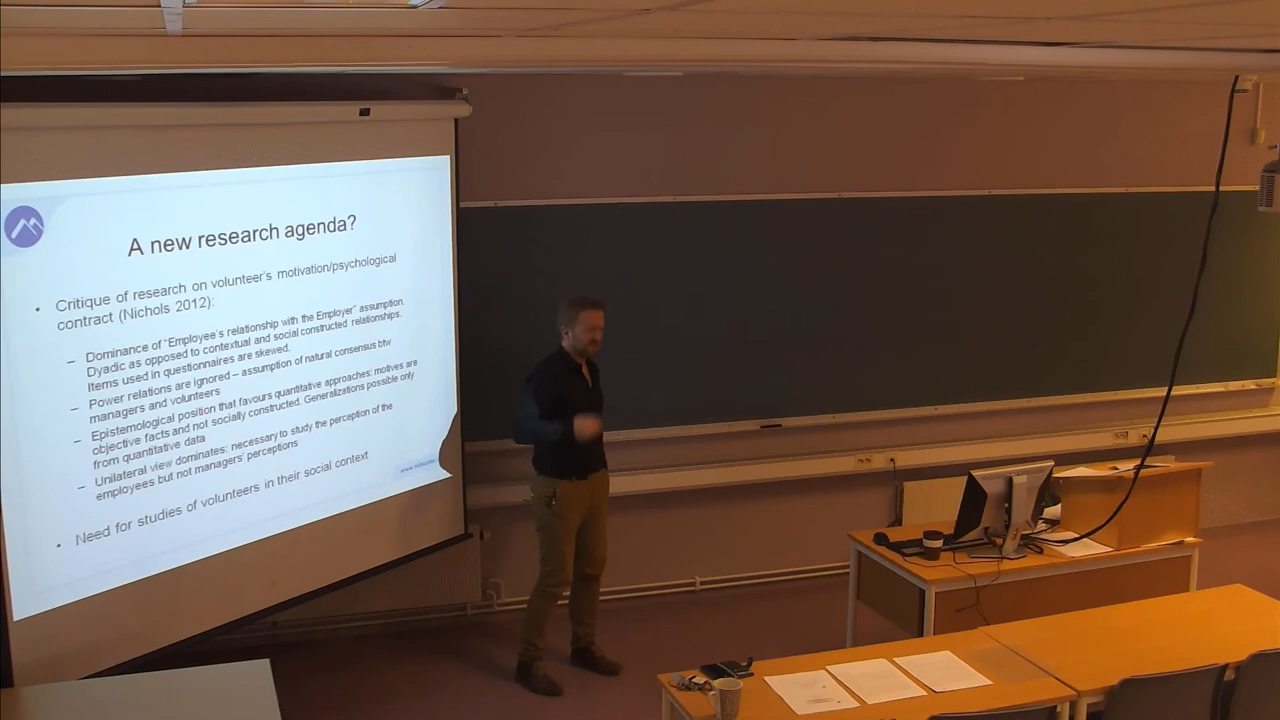 A new research agenda?
• Critique of research on volunteer's motivation/psychological
contract (Nichols 2012):
– Dominance of "Employee's relationship with the Employer" assumption.
Dyadic as opposed to contextual and social constructed relationships.
Items used in questionnaires are skewed.
– Power relations are ignored – assumption of natural consensus btw
managers and volunteers
– Epistemological position that favours quantitative approaches: motives are
objective facts and not socially constructed. Generalizations possible only
from quantitative data
– Unilateral view dominates: necessary to study the perception of the
employees but not managers' perceptions
• Need for studies of volunteers in their social context